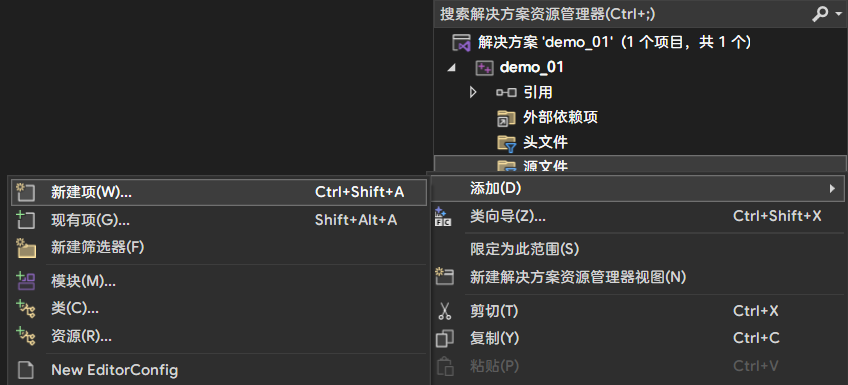 搜索解决方案资源管理器(Ctrl+;)
解决方案 'demo_01' (1 个项目，共 1 个)
demo_01
引用
外部依赖项
头文件
源文件
添加(D)
类向导(Z)... Ctrl+Shift+X
限定为此范围(S)
新建解决方案资源管理器视图(N)
剪切(T) Ctrl+X
复制(Y) Ctrl+C
粘贴(P) Ctrl+V
新建项(W)... Ctrl+Shift+A
现有项(G)... Shift+Alt+A
新建筛选器(F)
模块(M)...
类(C)...
资源(R)...
New EditorConfig